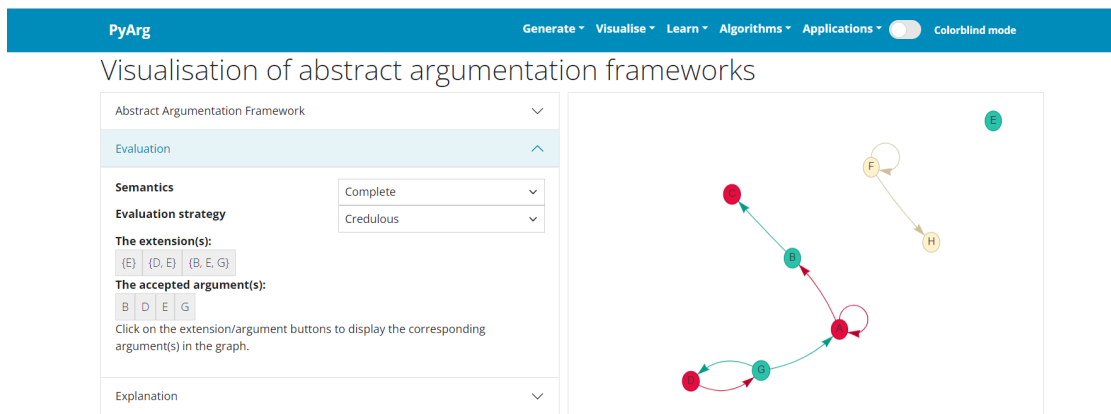 PyArg
Generate Visualise Learn Algorithms Applications Colorblind mode
Visualisation of abstract argumentation frameworks
Abstract Argumentation Framework
Evaluation
Semantics
Complete
Evaluation strategy
Credulous
The extension(s):
{E} {D, E} {B, E, G}
The accepted argument(s):
B D E G
Click on the extension/argument buttons to display the corresponding
argument(s) in the graph.
Explanation
E
F
C
H
B
A
G
D